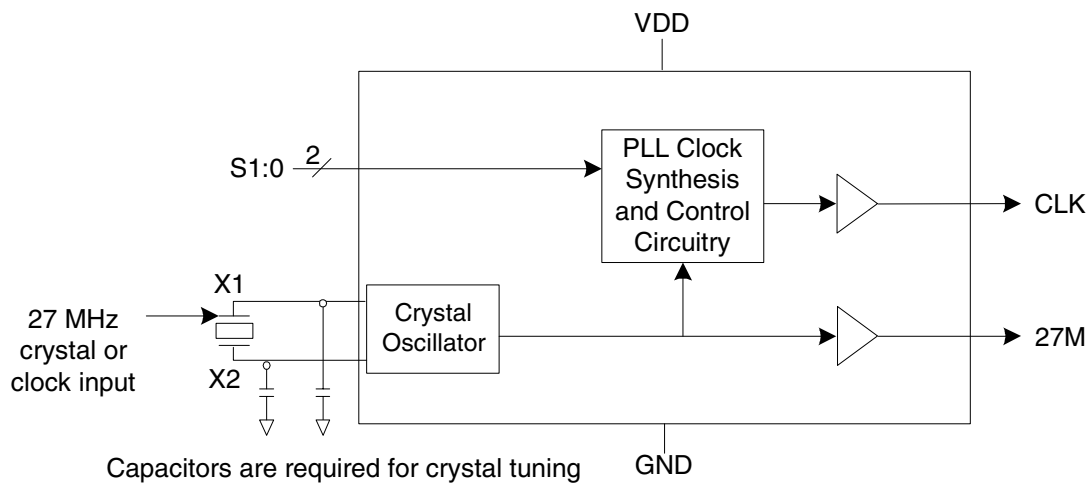 VDD
S1:0
2
PLL Clock
Synthesis
and Control
Circuitry
CLK
X1
27 MHz
crystal or
clock input
Crystal
Oscillator
27M
X2
Capacitors are required for crystal tuning
GND